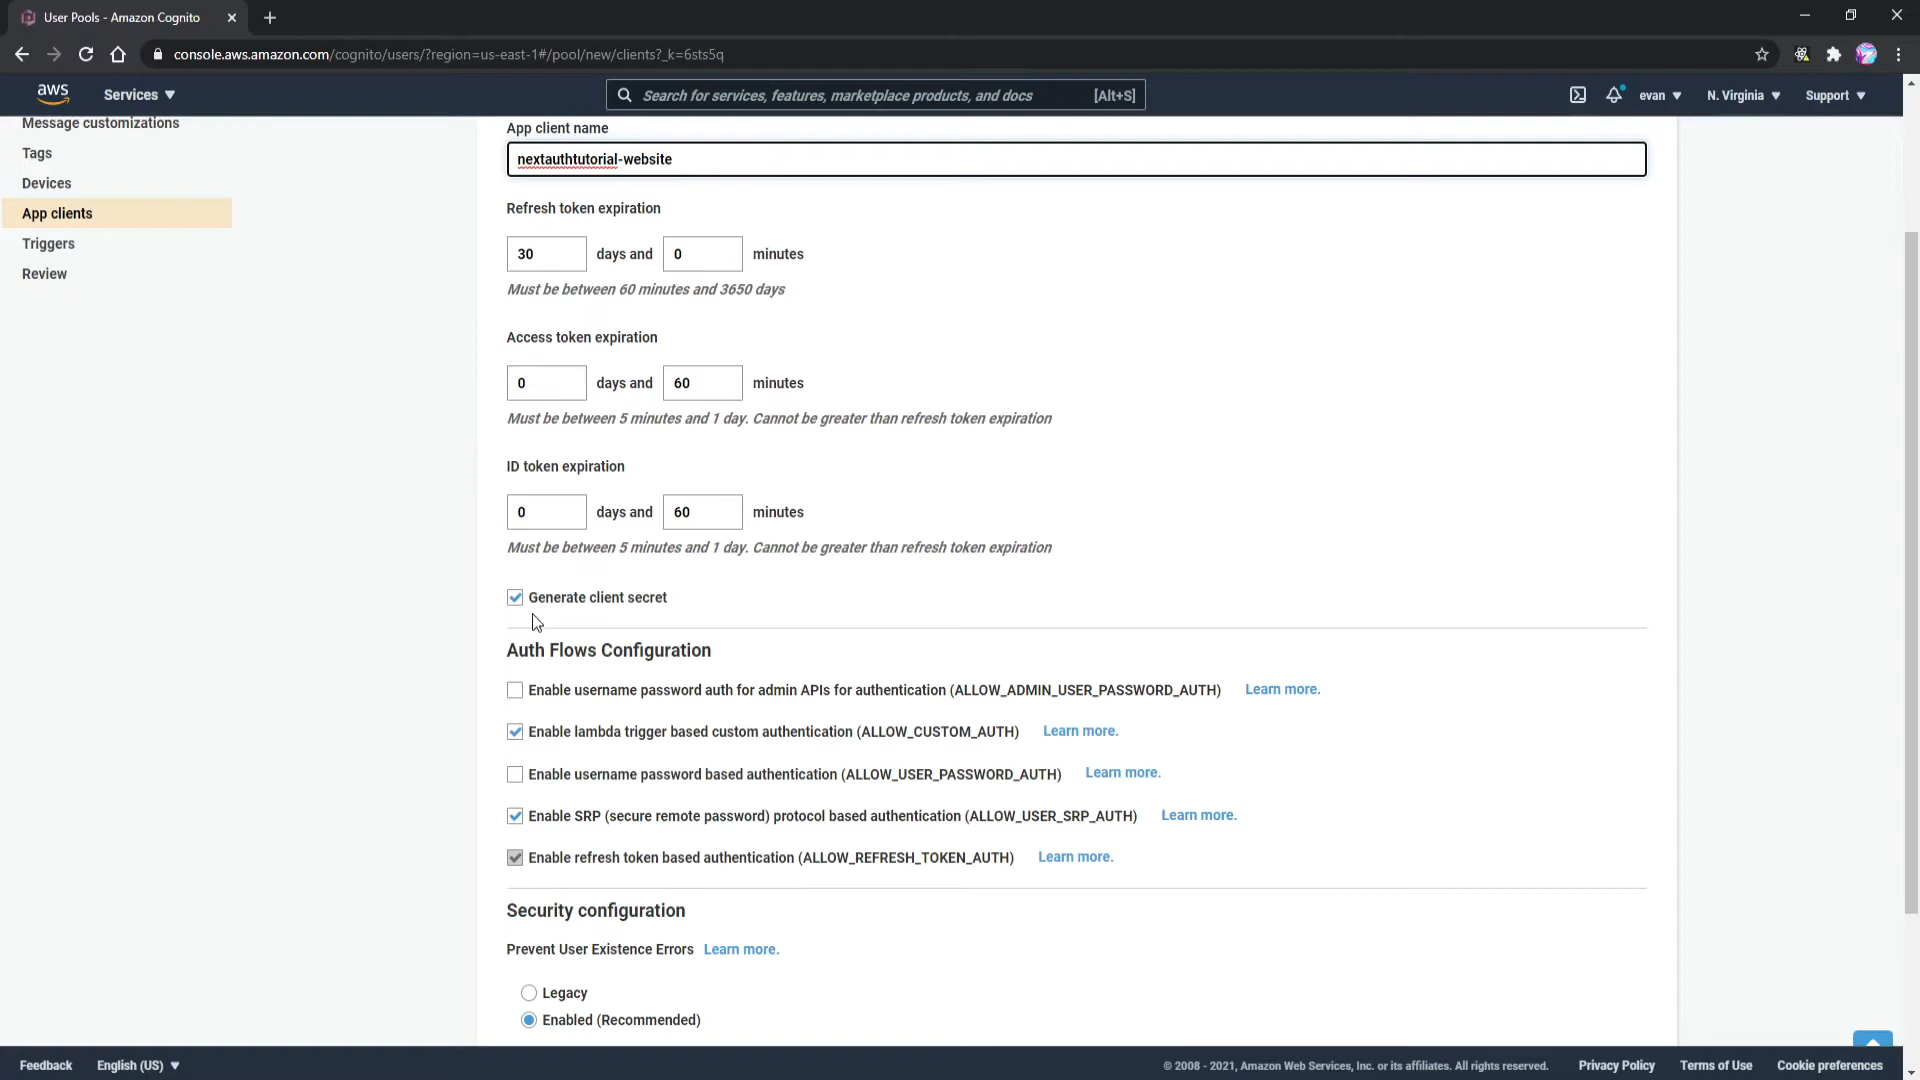 User Pools - Amazon Cognito
console.aws.amazon.com/cognito/users/?region=us-east-1#/pool/new/clients?_k=6sts5q
aws
Services
Search for services, features, marketplace products, and docs [Alt+S]
evan
N. Virginia
Support
Message customizations
Tags
Devices
App clients
Triggers
Review
App client name
nextauthtutorial-website
Refresh token expiration
30 days and 0 minutes
Must be between 60 minutes and 3650 days
Access token expiration
0 days and 60 minutes
Must be between 5 minutes and 1 day. Cannot be greater than refresh token expiration
ID token expiration
0 days and 60 minutes
Must be between 5 minutes and 1 day. Cannot be greater than refresh token expiration
Generate client secret
Auth Flows Configuration
Enable username password auth for admin APIs for authentication (ALLOW_ADMIN_USER_PASSWORD_AUTH) Learn more.
Enable lambda trigger based custom authentication (ALLOW_CUSTOM_AUTH) Learn more.
Enable username password based authentication (ALLOW_USER_PASSWORD_AUTH) Learn more.
Enable SRP (secure remote password) protocol based authentication (ALLOW_USER_SRP_AUTH) Learn more.
Enable refresh token based authentication (ALLOW_REFRESH_TOKEN_AUTH) Learn more.
Security configuration
Prevent User Existence Errors Learn more.
Legacy
Enabled (Recommended)
Feedback
English (US)
© 2008 - 2021, Amazon Web Services, Inc. or its affiliates. All rights reserved.
Privacy Policy
Terms of Use
Cookie preferences